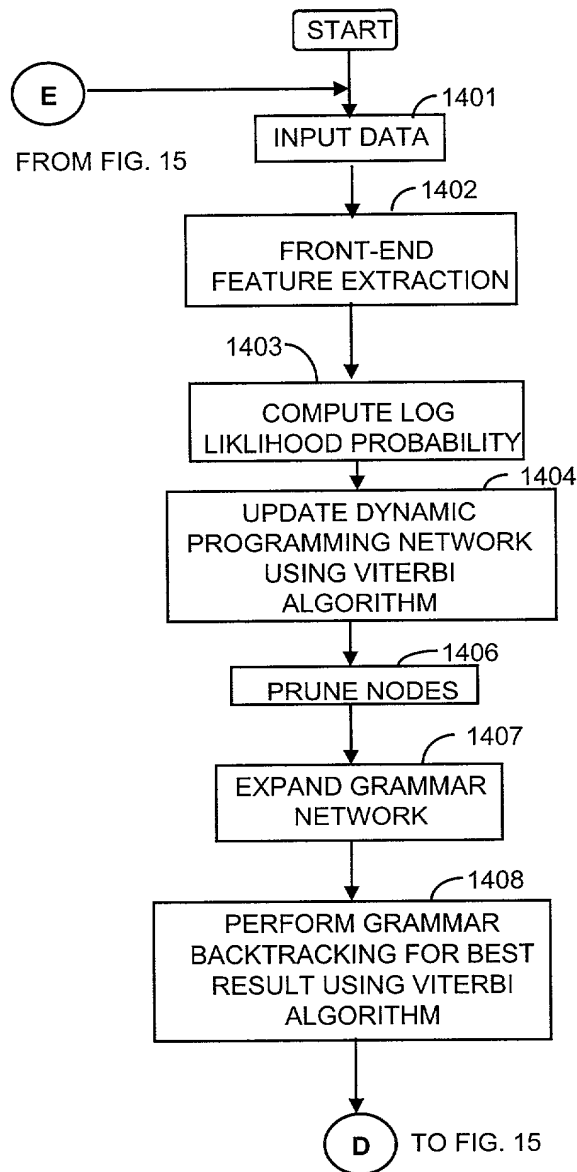 START
E
FROM FIG. 15
1401
INPUT DATA
1402
FRONT-END
FEATURE EXTRACTION
1403
COMPUTE LOG
LIKLIHOOD PROBABILITY
1404
UPDATE DYNAMIC
PROGRAMMING NETWORK
USING VITERBI
ALGORITHM
1406
PRUNE NODES
1407
EXPAND GRAMMAR
NETWORK
1408
PERFORM GRAMMAR
BACKTRACKING FOR BEST
RESULT USING VITERBI
ALGORITHM
D TO FIG. 15